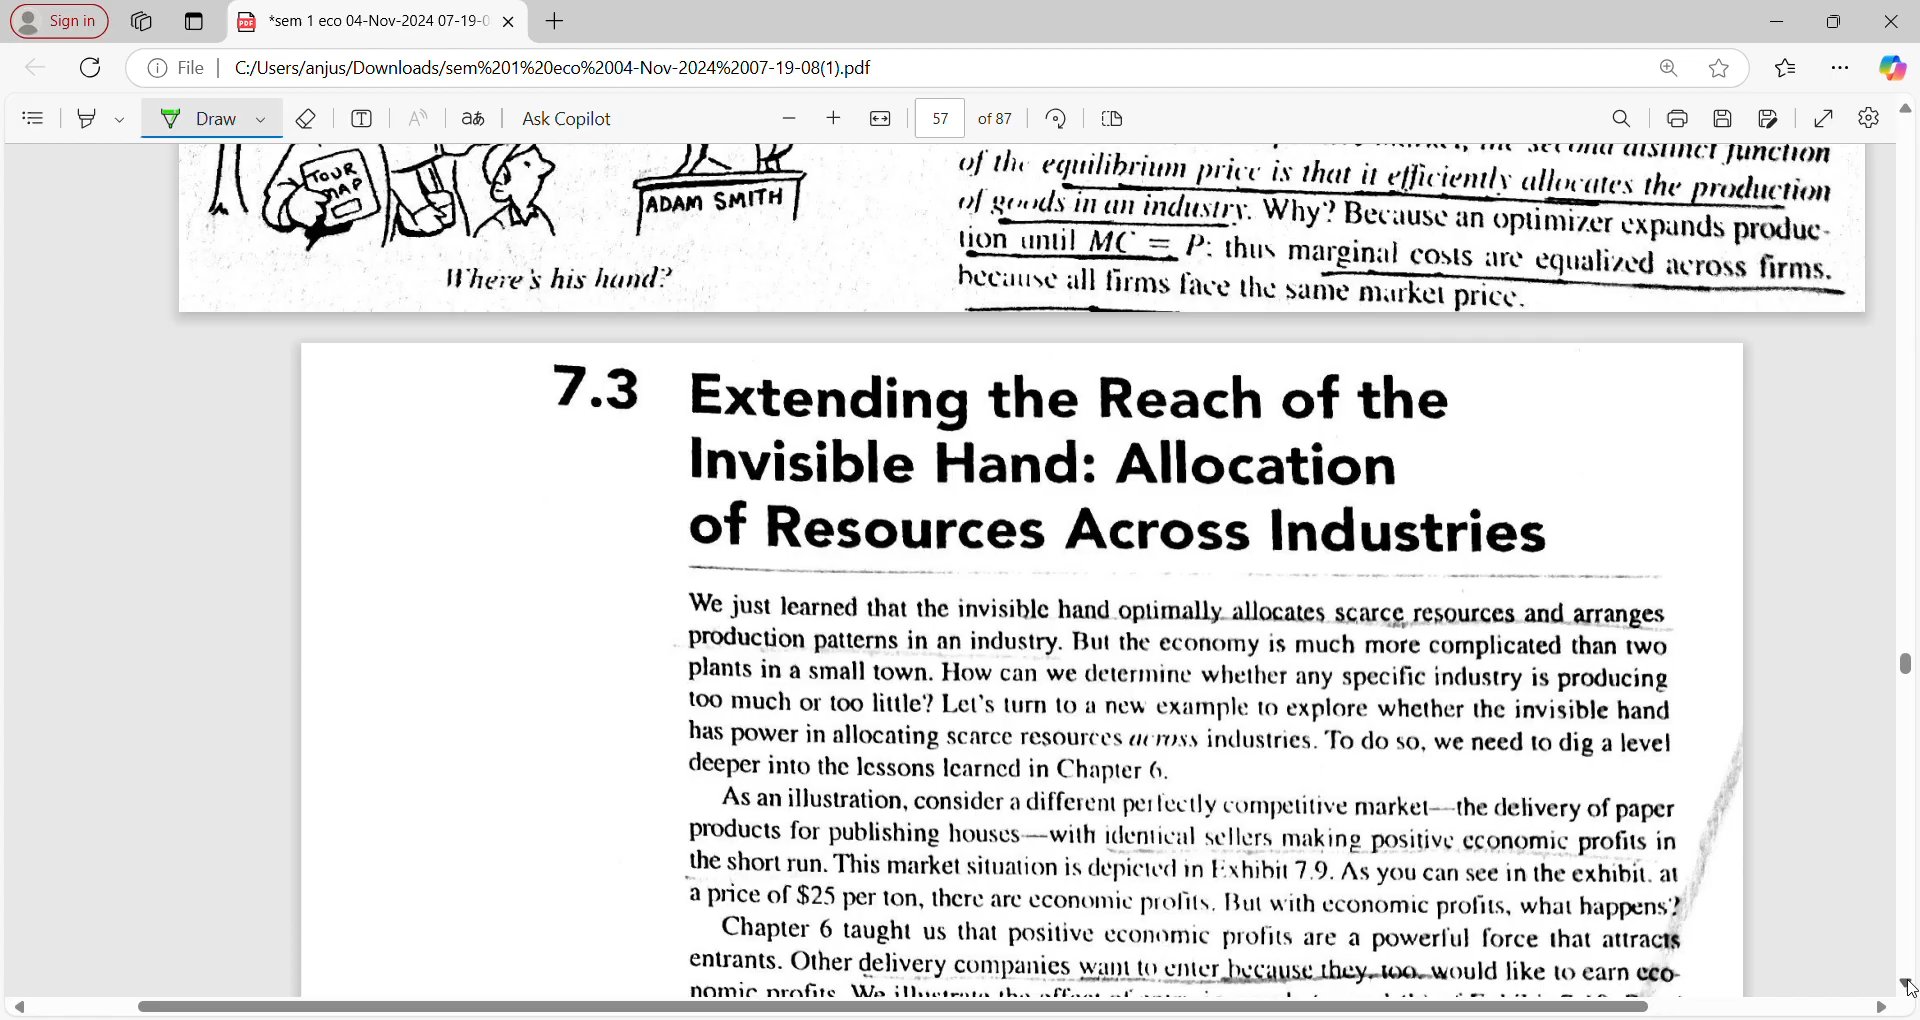 Sign in
*sem 1 eco 04-Nov-2024 07-19-0
File
C:/Users/anjus/Downloads/sem%201%20eco%2004-Nov-2024%2007-19-08(1).pdf
Draw
Ask Copilot
57 of 87
TOUR
MAP
ADAM SMITH
Where's his hand?
the second distinct function
of the equilibrium price is that it efficiently allocates the production
of goods in an industry. Why? Because an optimizer expands produc-
tion until MC = P: thus marginal costs are equalized across firms.
because all firms face the same market price.
7.3 Extending the Reach of the
Invisible Hand: Allocation
of Resources Across Industries
We just learned that the invisible hand optimally allocates scarce resources and arranges
production patterns in an industry. But the economy is much more complicated than two
plants in a small town. How can we determine whether any specific industry is producing
too much or too little? Let's turn to a new example to explore whether the invisible hand
has power in allocating scarce resources across industries. To do so, we need to dig a level
deeper into the lessons learned in Chapter 6.
As an illustration, consider a different perfectly competitive market—the delivery of paper
products for publishing houses—with identical sellers making positive economic profits in
the short run. This market situation is depicted in Exhibit 7.9. As you can see in the exhibit. at
a price of $25 per ton, there are economic profits. But with economic profits, what happens?
Chapter 6 taught us that positive economic profits are a powerful force that attracts
entrants. Other delivery companies want to enter because they, too, would like to earn eco-
nomic profits. We illustrate the effect of